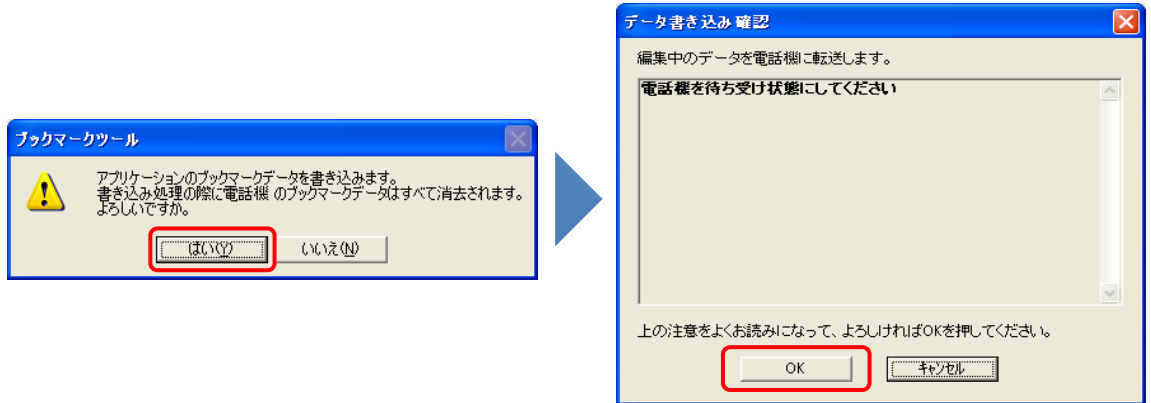 ブックマークツール
アプリケーションのブックマークデータを書き込みます。
書き込み処理の際に電話機 のブックマークデータはすべて消去されます。
よろしいですか。
はい(Y)
いいえ(N)
データ書き込み確認
編集中のデータを電話機に転送します。
電話機を待ち受け状態にしてください
上の注意をよくお読みになって、よろしければOKを押してください。
OK
キャンセル